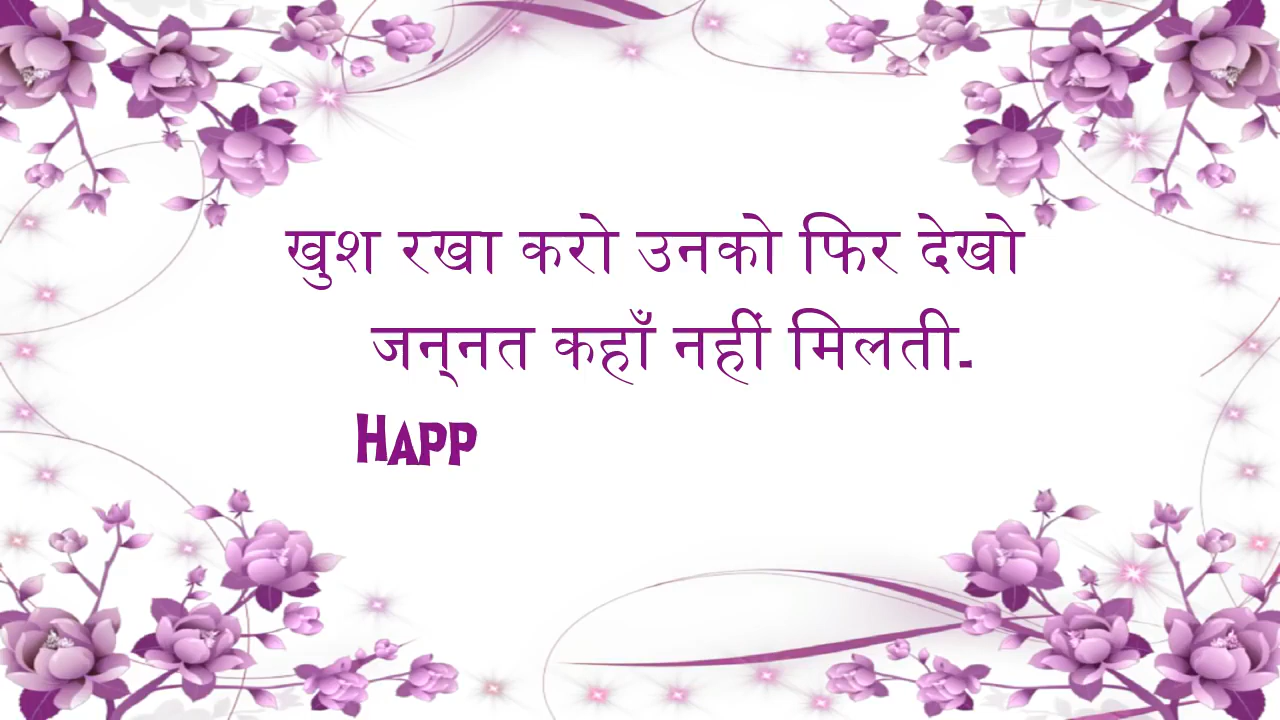 खुश रखा करो उनको फिर देखो
जन्नत कहाँ नहीं मिलती-
HAPP